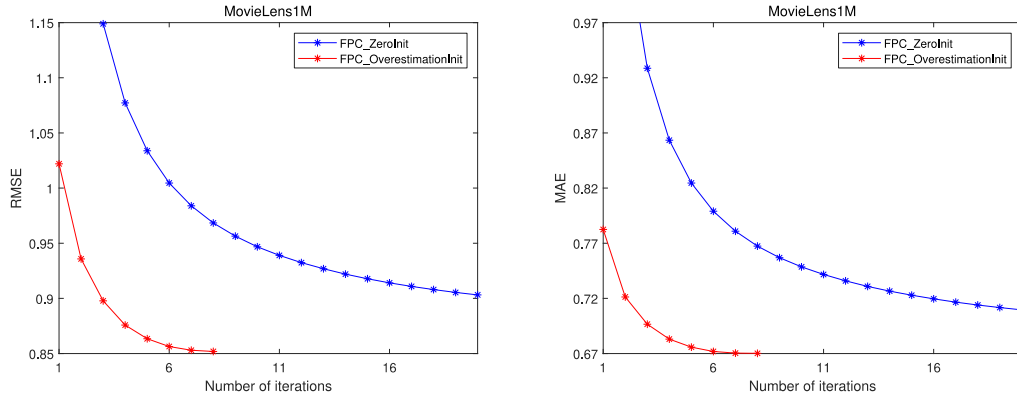 MovieLens1M
1.15
1.1
1.05
1
0.95
0.9
0.85
RMSE
FPC_ZeroInit
FPC_OverestimationInit
1
6
11
16
Number of iterations
MovieLens1M
0.97
0.92
0.87
0.82
0.77
0.72
0.67
MAE
FPC_ZeroInit
FPC_OverestimationInit
1
6
11
16
Number of iterations